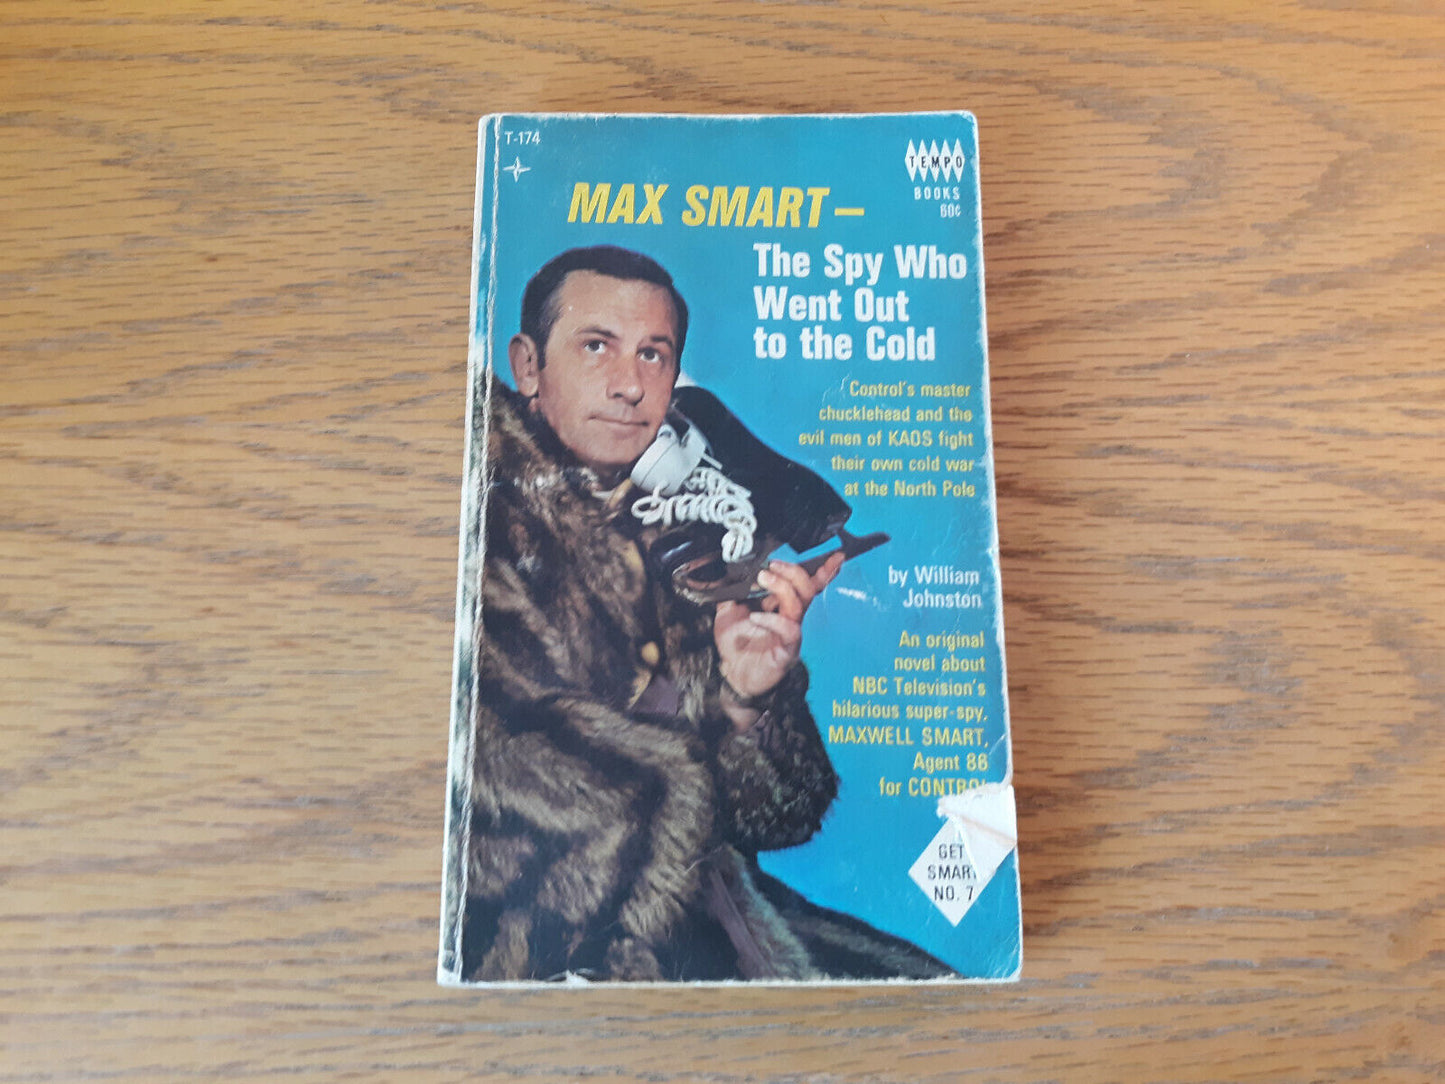 T-174
TEMPO
BOOKS
60¢
MAX SMART—
The Spy Who
Went Out
to the Cold
Control's master
chucklehead and the
evil men of KAOS fight
their own cold war
at the North Pole
by William
Johnston
An original
novel about
NBC Television's
hilarious super-spy,
MAXWELL SMART,
Agent 86
for CONTROL
GET
SMART
NO. 7